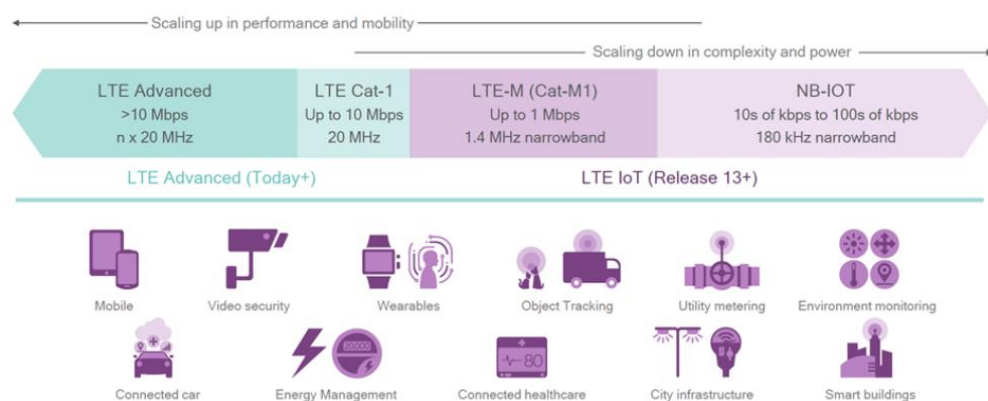 Scaling up in performance and mobility
Scaling down in complexity and power
LTE Advanced
>10 Mbps
n x 20 MHz
LTE Cat-1
Up to 10 Mbps
20 MHz
LTE-M (Cat-M1)
Up to 1 Mbps
1.4 MHz narrowband
NB-IOT
10s of kbps to 100s of kbps
180 kHz narrowband
LTE Advanced (Today+)
LTE IoT (Release 13+)
Mobile
Video security
Wearables
Object Tracking
Utility metering
Environment monitoring
80
Connected car
Energy Management
Connected healthcare
City infrastructure
Smart buildings